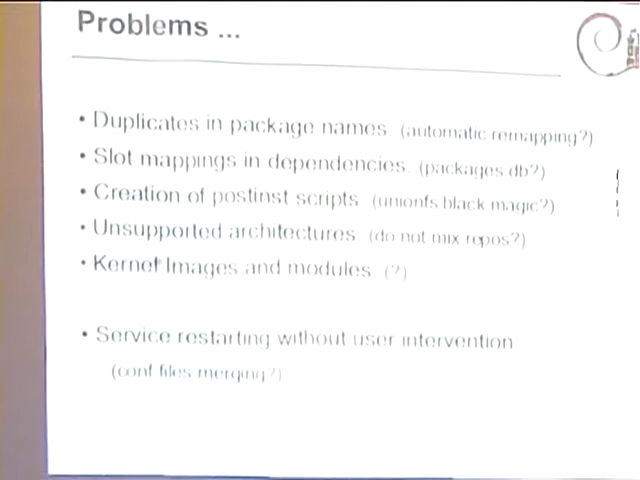 Problems ...
• Duplicates in package names (automatic remapping?)
• Slot mappings in dependencies. (packages db?)
• Creation of postinst scripts (unionfs black magic?)
• Unsupported architectures (do not mix repos?)
• Kernel Images and modules (?)
• Service restarting without user intervention
(conf files merging?)